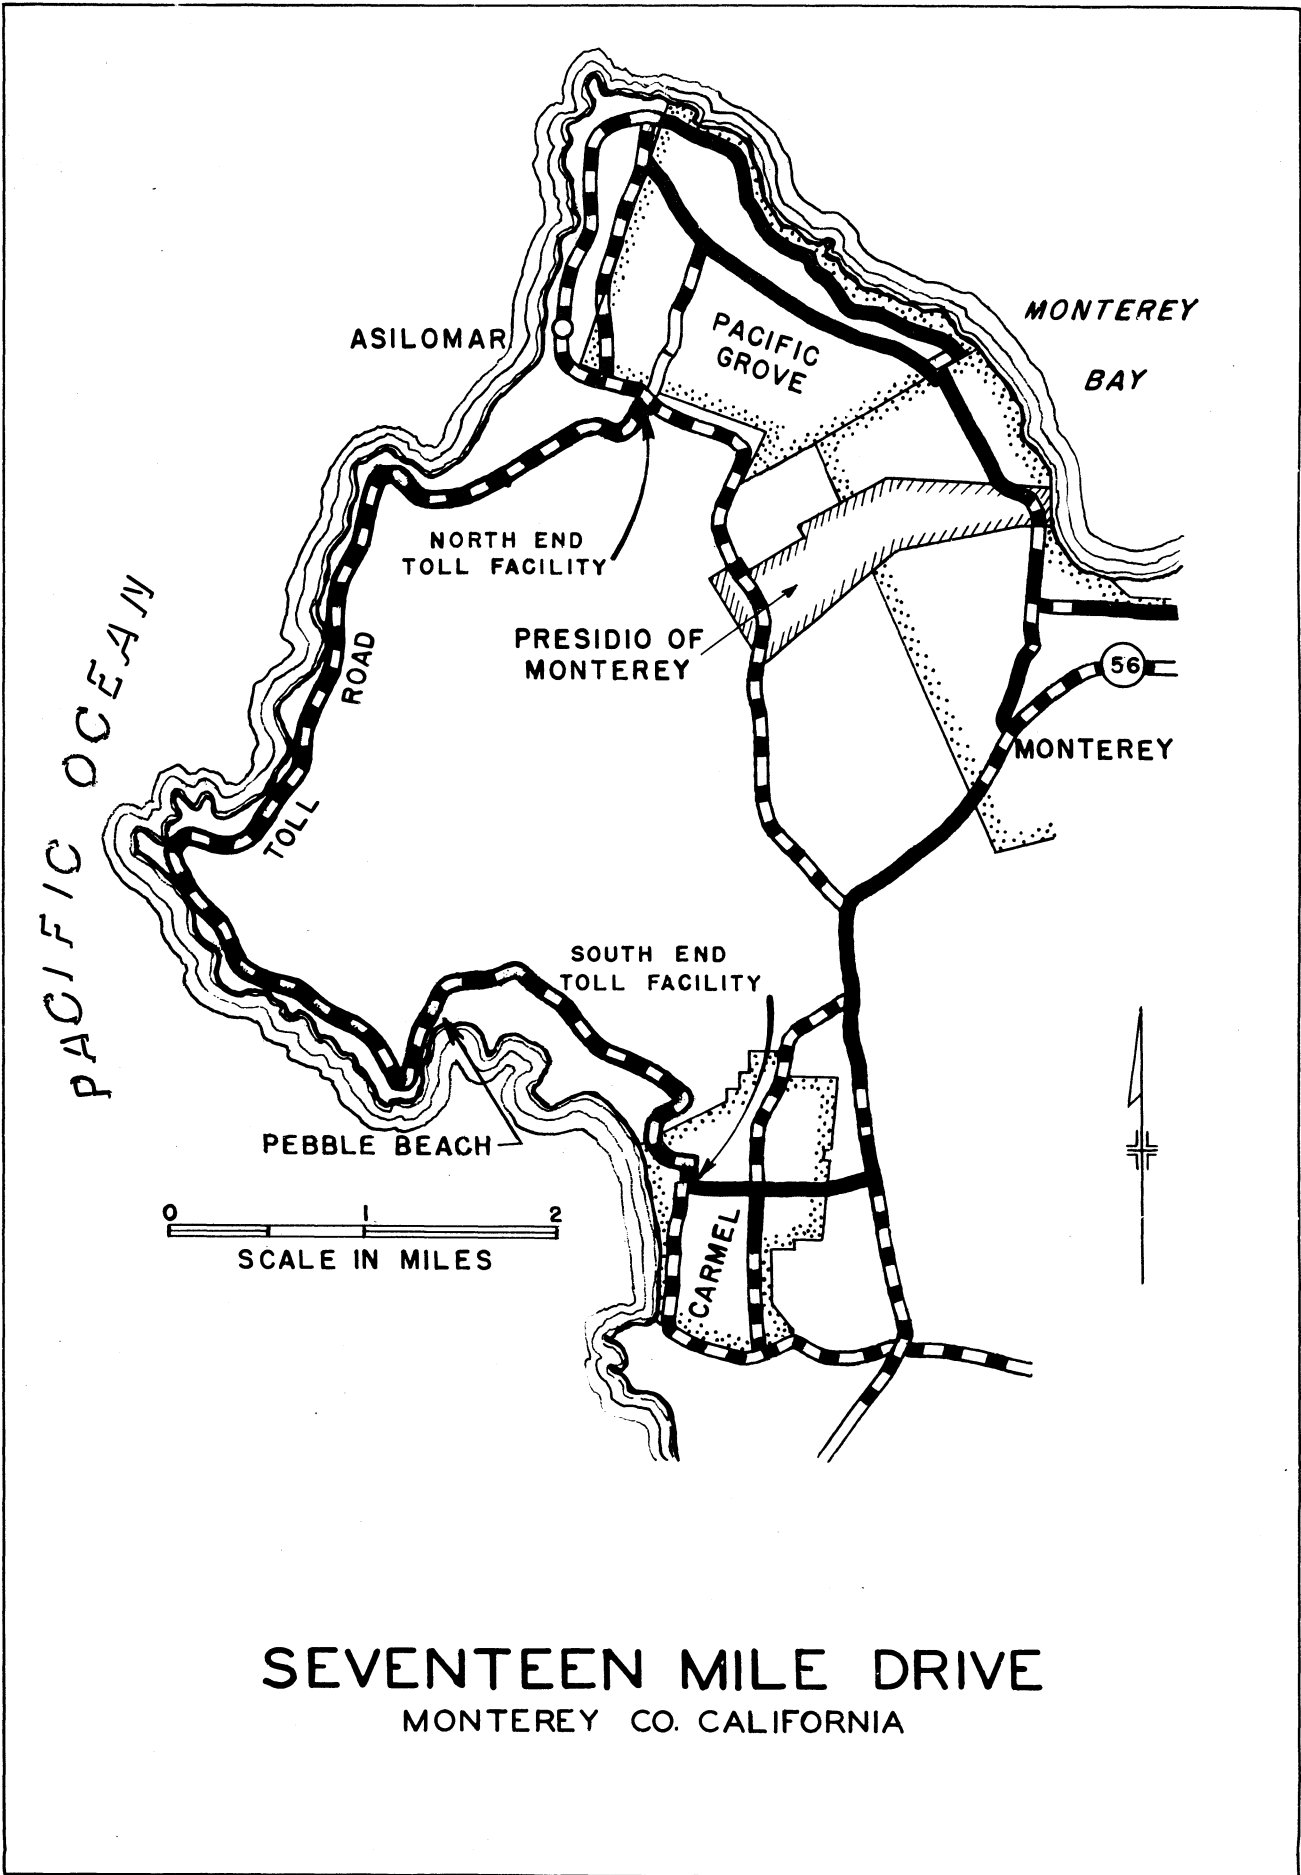 MONTEREY
BAY
ASILOMAR
PACIFIC
GROVE
NORTH END
TOLL FACILITY
PRESIDIO OF
MONTEREY
PACIFIC OCEAN
TOLL ROAD
56
MONTEREY
SOUTH END
TOLL FACILITY
PEBBLE BEACH
0 1 2
SCALE IN MILES
CARMEL
SEVENTEEN MILE DRIVE
MONTEREY CO. CALIFORNIA